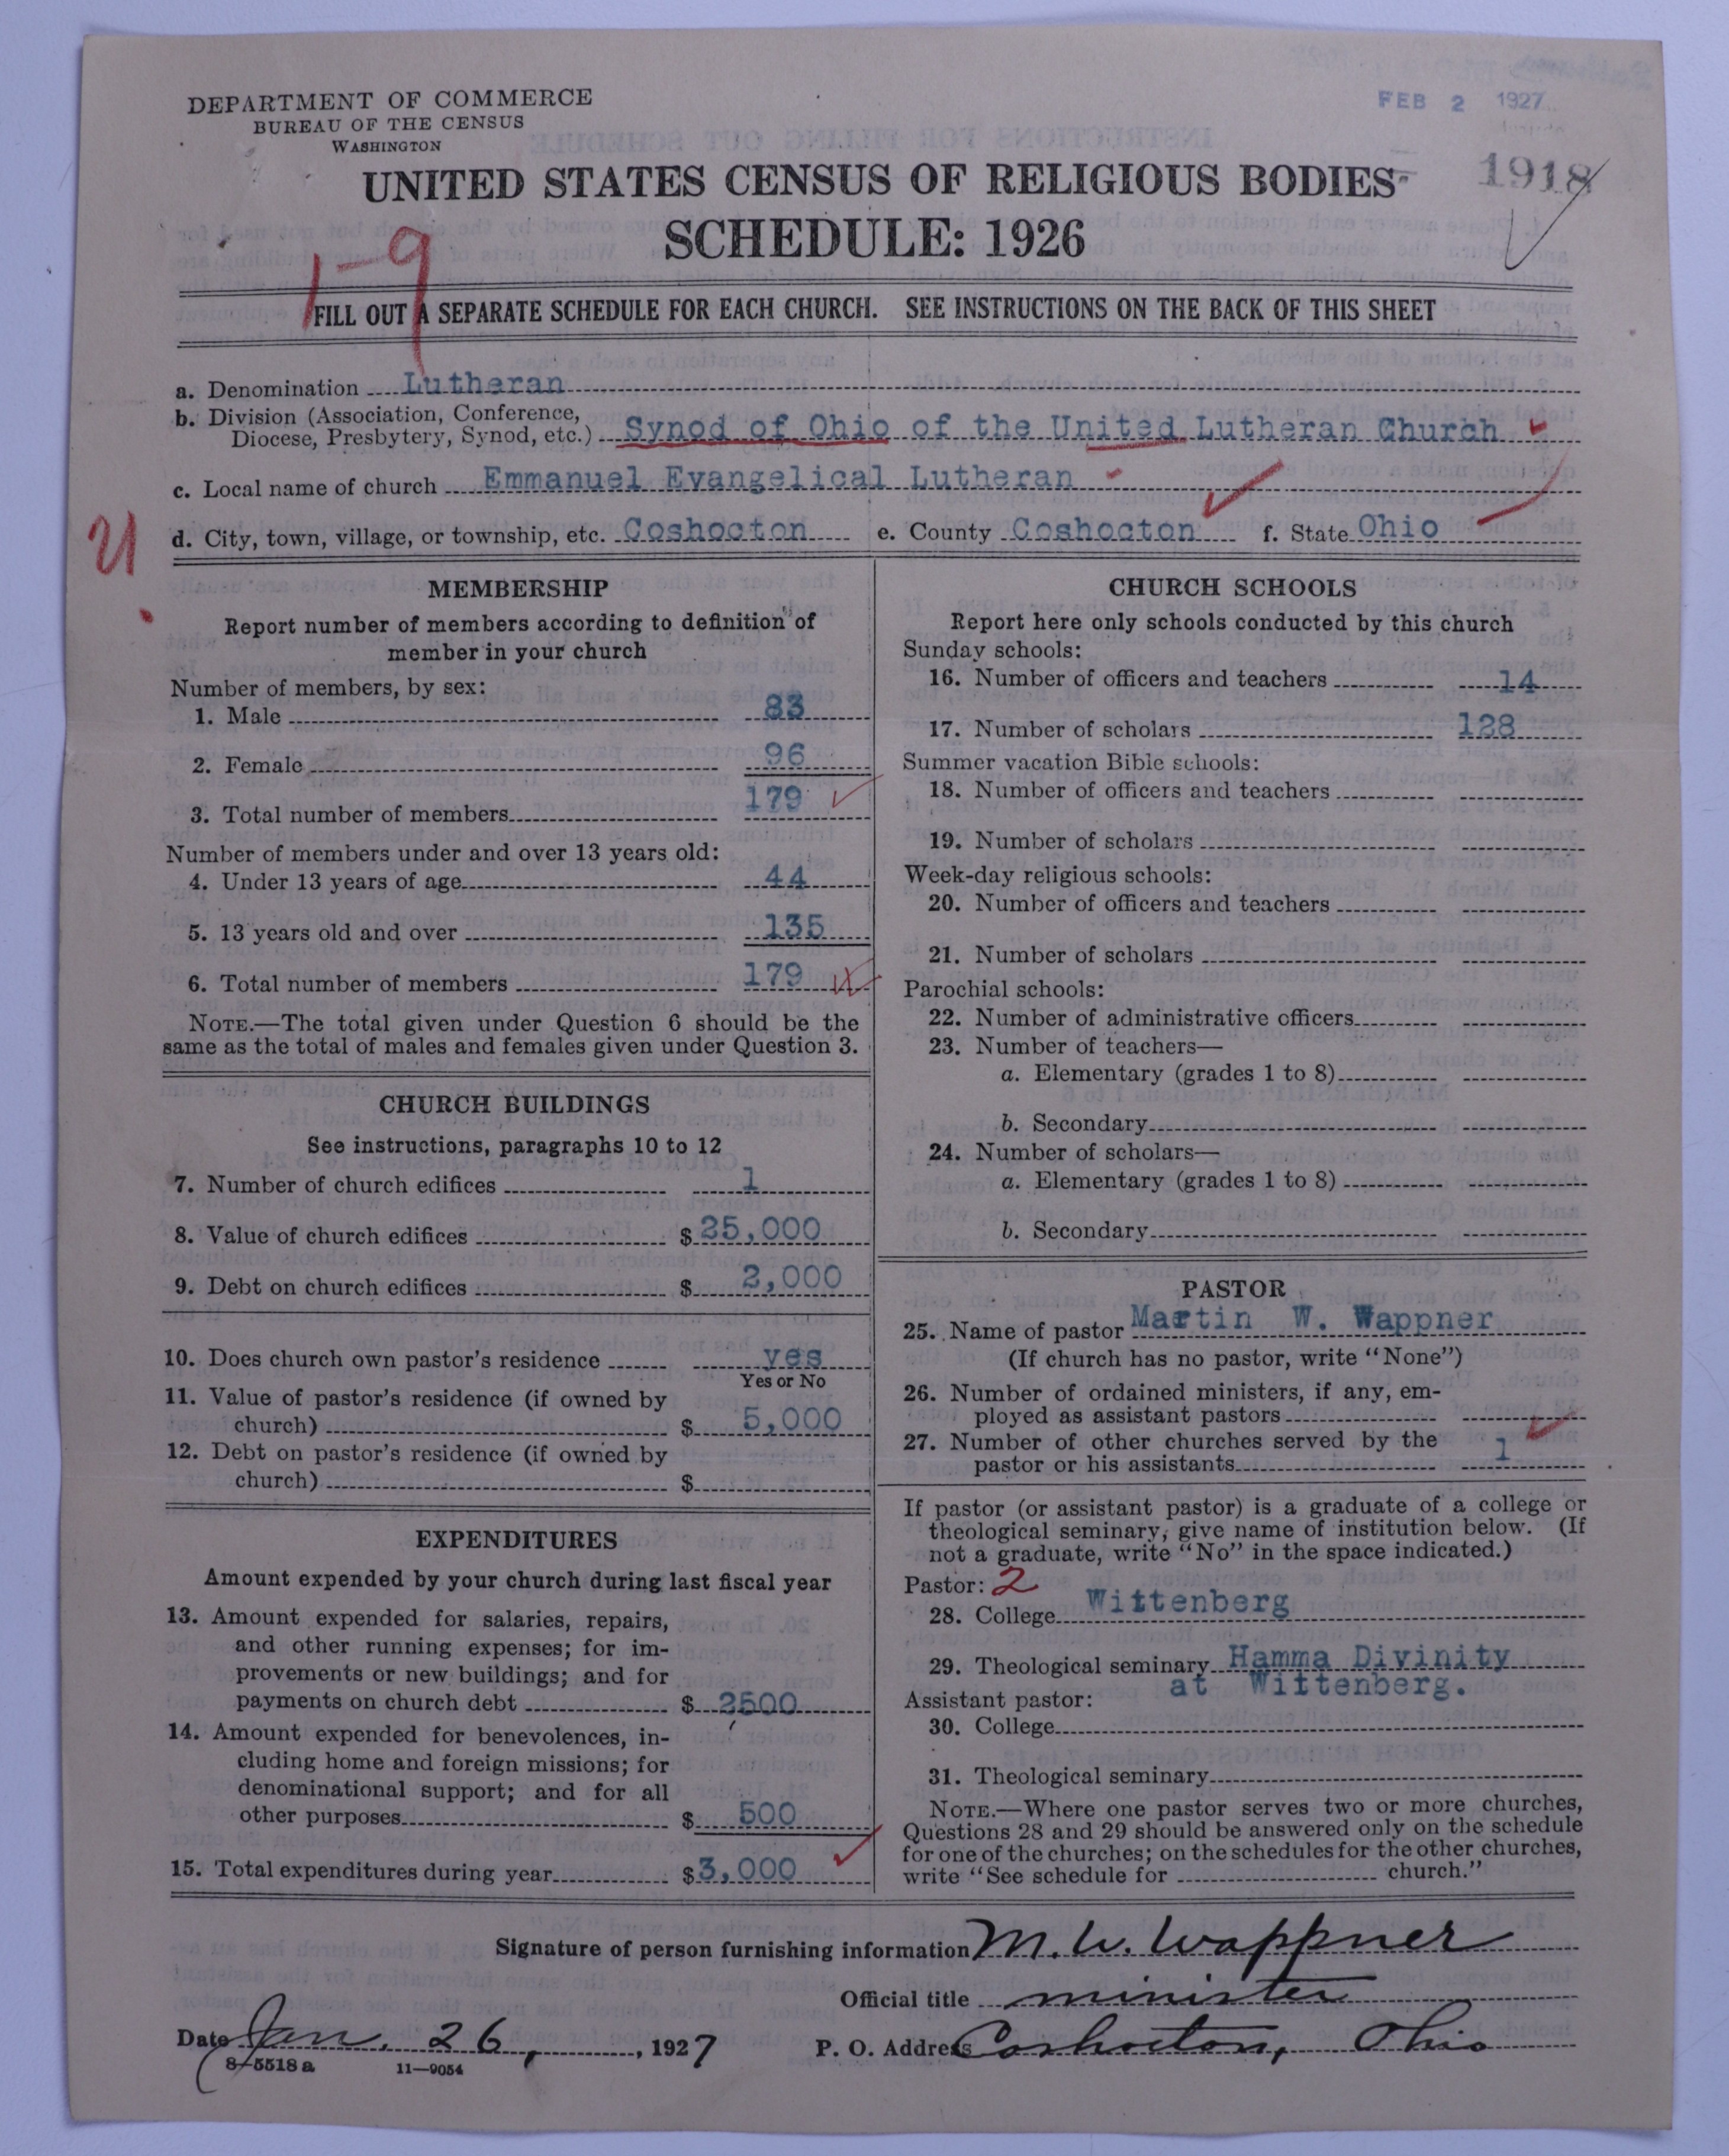 DEPARTMENT OF COMMERCE
BUREAU OF THE CENSUS
WASHINGTON
FEB 2 1927
1918
UNITED STATES CENSUS OF RELIGIOUS BODIES
SCHEDULE: 1926
1-9
FILL OUT A SEPARATE SCHEDULE FOR EACH CHURCH. SEE INSTRUCTIONS ON THE BACK OF THIS SHEET
a. Denomination Lutheran
b. Division (Association, Conference,
Diocese, Presbytery, Synod, etc.) Synod of Ohio of the United Lutheran Church
c. Local name of church Emmanuel Evangelical Lutheran
d. City, town, village, or township, etc. Coshocton e. County Coshocton f. State Ohio
MEMBERSHIP
Report number of members according to definition of
member in your church
Number of members, by sex:
1. Male 83
2. Female 96
3. Total number of members 179
Number of members under and over 13 years old:
4. Under 13 years of age 44
5. 13 years old and over 135
6. Total number of members 179
NOTE.—The total given under Question 6 should be the
same as the total of males and females given under Question 3.
CHURCH BUILDINGS
See instructions, paragraphs 10 to 12
7. Number of church edifices 1
8. Value of church edifices $25,000
9. Debt on church edifices $ 2,000
10. Does church own pastor's residence yes
Yes or No
11. Value of pastor's residence (if owned by
church) $ 5,000
12. Debt on pastor's residence (if owned by
church) $
EXPENDITURES
Amount expended by your church during last fiscal year
13. Amount expended for salaries, repairs,
and other running expenses; for im-
provements or new buildings; and for
payments on church debt $ 2500
14. Amount expended for benevolences, in-
cluding home and foreign missions; for
denominational support; and for all
other purposes $ 500
15. Total expenditures during year $3,000
CHURCH SCHOOLS
Report here only schools conducted by this church
Sunday schools:
16. Number of officers and teachers 14
17. Number of scholars 128
Summer vacation Bible schools:
18. Number of officers and teachers
19. Number of scholars
Week-day religious schools:
20. Number of officers and teachers
21. Number of scholars
Parochial schools:
22. Number of administrative officers
23. Number of teachers—
a. Elementary (grades 1 to 8)
b. Secondary
24. Number of scholars—
a. Elementary (grades 1 to 8)
b. Secondary
PASTOR
25. Name of pastor Martin W. Wappner
(If church has no pastor, write "None")
26. Number of ordained ministers, if any, em-
ployed as assistant pastors
27. Number of other churches served by the
pastor or his assistants 1
If pastor (or assistant pastor) is a graduate of a college or
theological seminary, give name of institution below. (If
not a graduate, write "No" in the space indicated.)
Pastor: 2
28. College Wittenberg
29. Theological seminary Hamma Divinity
at Wittenberg.
Assistant pastor:
30. College
31. Theological seminary
NOTE.—Where one pastor serves two or more churches,
Questions 28 and 29 should be answered only on the schedule
for one of the churches; on the schedules for the other churches,
write "See schedule for church."
Signature of person furnishing information M. W. Wappner
Official title minister
Date Jan. 26, , 1927 P. O. Address Coshocton, Ohio
8-5518a 11—9054